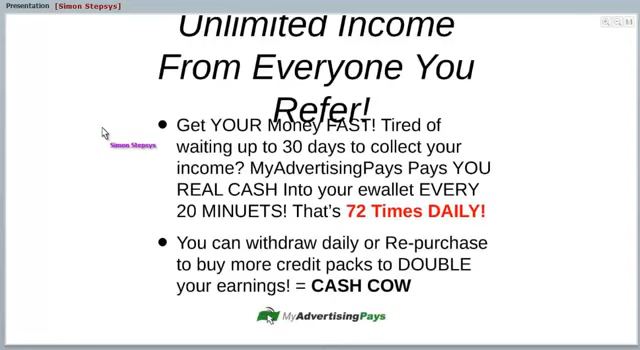 Presentation [Simon Stepsys]
Unlimited Income
From Everyone You
Refer!
• Get YOUR Money FAST! Tired of
waiting up to 30 days to collect your
income? MyAdvertisingPays Pays YOU
REAL CASH Into your ewallet EVERY
20 MINUETS! That's 72 Times DAILY!
Simon Stepsys
• You can withdraw daily or Re-purchase
to buy more credit packs to DOUBLE
your earnings! = CASH COW
MyAdvertisingPays